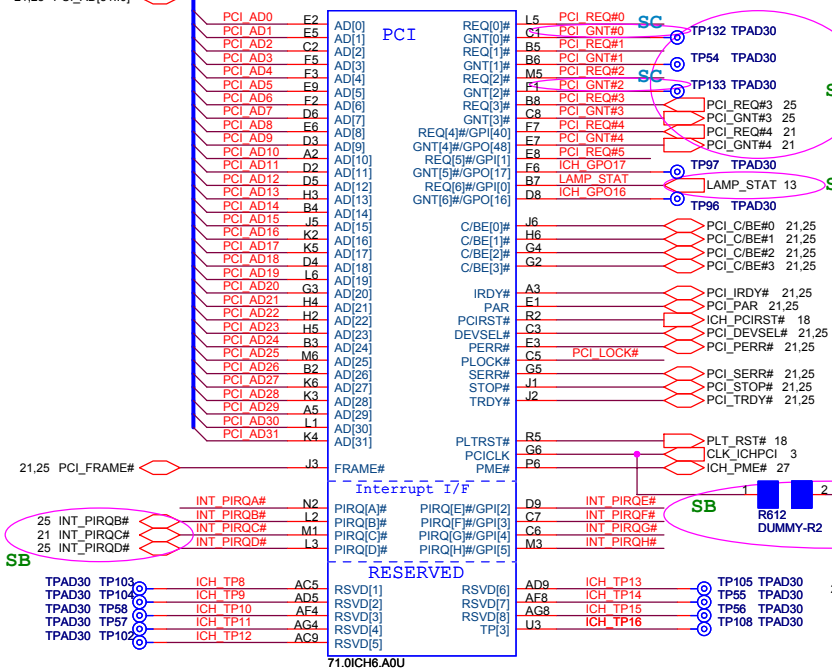 PCI
PCI_AD0 E2 AD[0] REQ[0]# L5 PCI_REQ#0 SC
PCI_AD1 E5 AD[1] GNT[0]# C1 PCI_GNT#0 TP132 TPAD30
PCI_AD2 C2 AD[2] REQ[1]# B5 PCI_REQ#1
PCI_AD3 F5 AD[3] GNT[1]# B6 PCI_GNT#1 TP54 TPAD30
PCI_AD4 F3 AD[4] REQ[2]# M5 PCI_REQ#2 SC
PCI_AD5 E9 AD[5] GNT[2]# F1 PCI_GNT#2 TP133 TPAD30
PCI_AD6 F2 AD[6] REQ[3]# B8 PCI_REQ#3 PCI_REQ#3 25
PCI_AD7 D6 AD[7] GNT[3]# C8 PCI_GNT#3 PCI_GNT#3 25
PCI_AD8 E6 AD[8] REQ[4]#/GPI[40] F7 PCI_REQ#4 PCI_REQ#4 21
PCI_AD9 D3 AD[9] GNT[4]#/GPO[48] E7 PCI_GNT#4 PCI_GNT#4 21
PCI_AD10 A2 AD[10] REQ[5]#/GPI[1] E8 PCI_REQ#5
PCI_AD11 D2 AD[11] GNT[5]#/GPO[17] F6 ICH_GPO17 TP97 TPAD30
PCI_AD12 D5 AD[12] REQ[6]#/GPI[0] B7 LAMP_STAT LAMP_STAT 13
PCI_AD13 H3 AD[13] GNT[6]#/GPO[16] D8 ICH_GPO16 TP96 TPAD30
PCI_AD14 B4 AD[14]
PCI_AD15 J5 AD[15] C/BE[0]# J6 PCI_C/BE#0 21,25
PCI_AD16 K2 AD[16] C/BE[1]# H6 PCI_C/BE#1 21,25
PCI_AD17 K5 AD[17] C/BE[2]# G4 PCI_C/BE#2 21,25
PCI_AD18 D4 AD[18] C/BE[3]# G2 PCI_C/BE#3 21,25
PCI_AD19 L6 AD[19]
PCI_AD20 G3 AD[20] IRDY# A3 PCI_IRDY# 21,25
PCI_AD21 H4 AD[21] PAR E1 PCI_PAR 21,25
PCI_AD22 H2 AD[22] PCIRST# R2 ICH_PCIRST# 18
PCI_AD23 H5 AD[23] DEVSEL# C3 PCI_DEVSEL# 21,25
PCI_AD24 B3 AD[24] PERR# E3 PCI_PERR# 21,25
PCI_AD25 M6 AD[25] PLOCK# C5 PCI_LOCK#
PCI_AD26 B2 AD[26] SERR# G5 PCI_SERR# 21,25
PCI_AD27 K6 AD[27] STOP# J1 PCI_STOP# 21,25
PCI_AD28 K3 AD[28] TRDY# J2 PCI_TRDY# 21,25
PCI_AD29 A5 AD[29]
PCI_AD30 L1 AD[30]
PCI_AD31 K4 AD[31] PLTRST# R5 PLT_RST# 18
PCICLK G6 CLK_ICHPCI 3
21,25 PCI_FRAME# J3 FRAME# PME# P6 ICH_PME# 27
Interrupt I/F
1 2
R612
DUMMY-R2
SB
INT_PIRQA# N2 PIRQ[A]# PIRQ[E]#/GPI[2] D9 INT_PIRQE#
25 INT_PIRQB# INT_PIRQB# L2 PIRQ[B]# PIRQ[F]#/GPI[3] C7 INT_PIRQF#
21 INT_PIRQC# INT_PIRQC# M1 PIRQ[C]# PIRQ[G]#/GPI[4] C6 INT_PIRQG#
25 INT_PIRQD# INT_PIRQD# L3 PIRQ[D]# PIRQ[H]#/GPI[5] M3 INT_PIRQH#
SB
RESERVED
TPAD30 TP103 ICH_TP8 AC5 RSVD[1] RSVD[6] AD9 ICH_TP13 TP105 TPAD30
TPAD30 TP104 ICH_TP9 AD5 RSVD[2] RSVD[7] AF8 ICH_TP14 TP55 TPAD30
TPAD30 TP58 ICH_TP10 AF4 RSVD[3] RSVD[8] AG8 ICH_TP15 TP56 TPAD30
TPAD30 TP57 ICH_TP11 AG4 RSVD[4] TP[3] U3 ICH_TP16 TP108 TPAD30
TPAD30 TP102 ICH_TP12 AC9 RSVD[5]
71.0ICH6.A0U